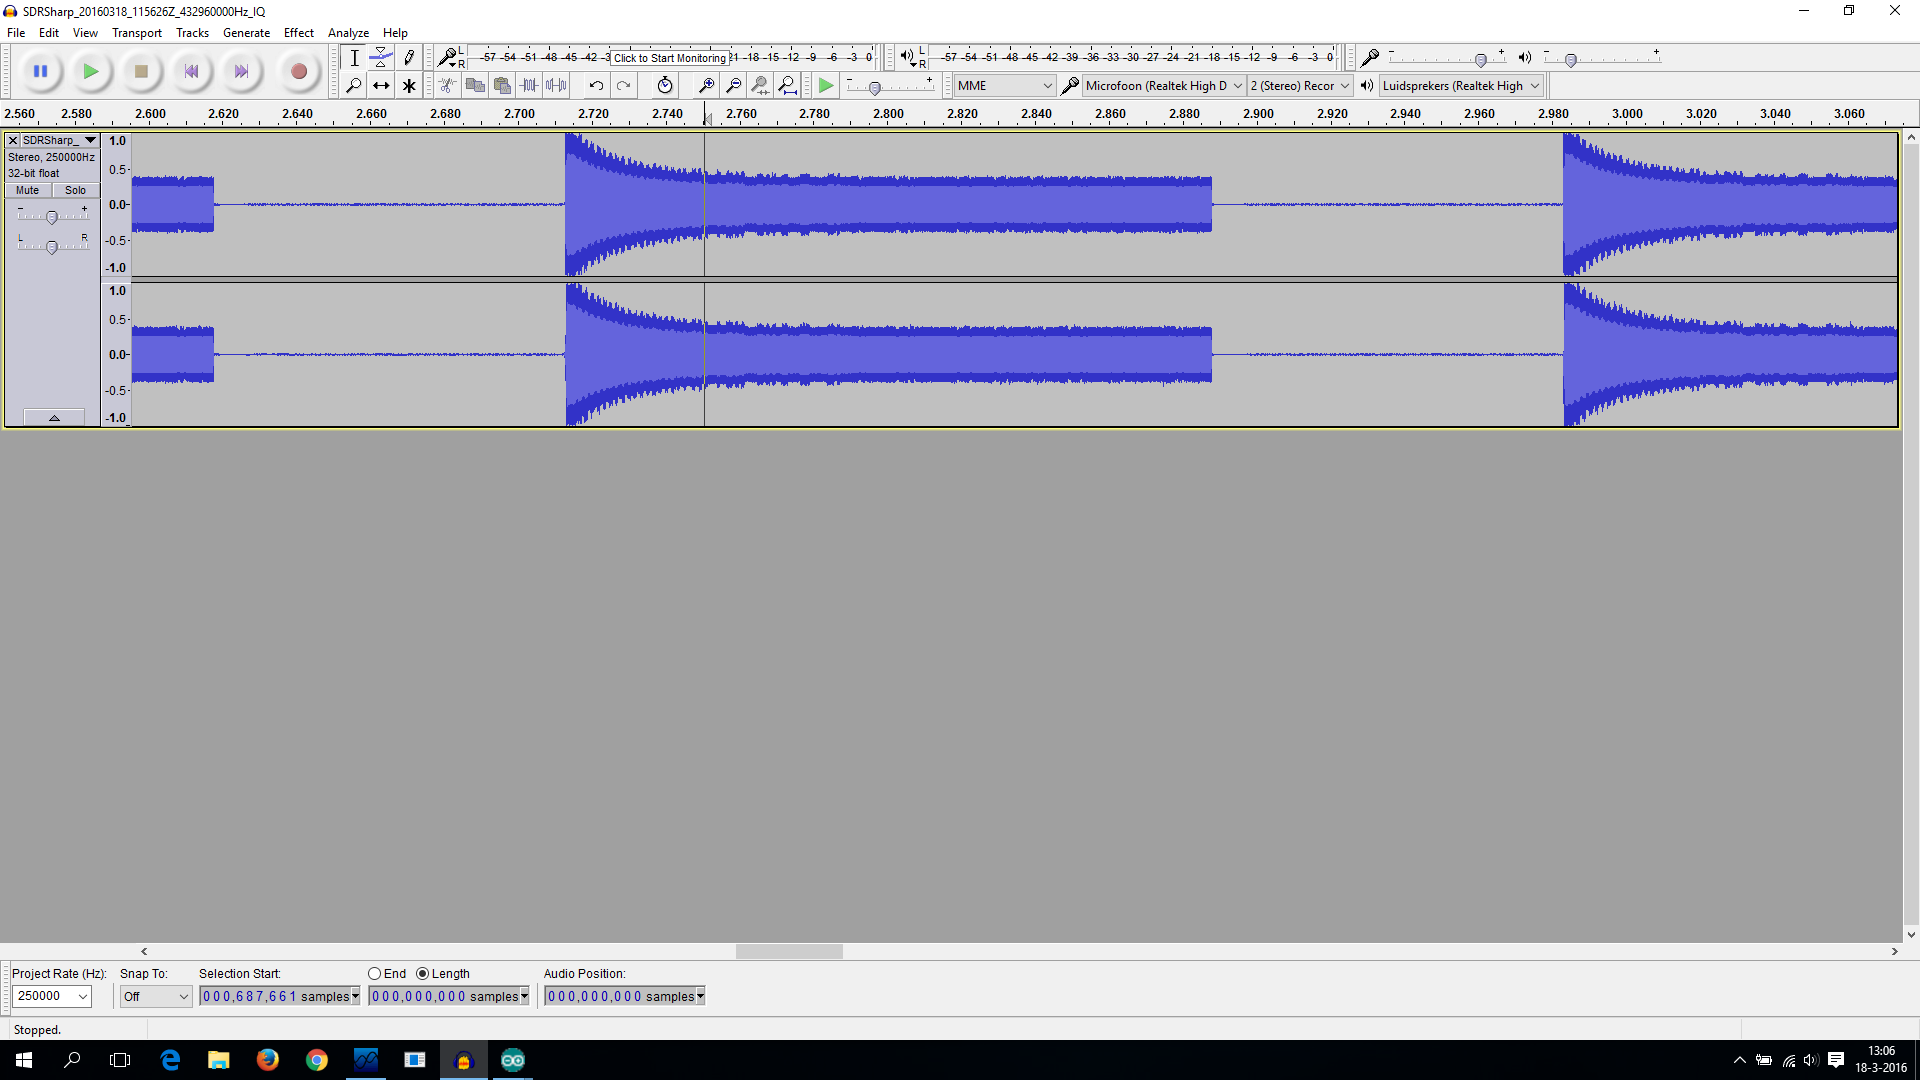 SDRSharp_20160318_115626Z_432960000Hz_IQ
File Edit View Transport Tracks Generate Effect Analyze Help
L R -57 -54 -51 -48 -45 -42 -3 Click to Start Monitoring 21 -18 -15 -12 -9 -6 -3 0 L R -57 -54 -51 -48 -45 -42 -39 -36 -33 -30 -27 -24 -21 -18 -15 -12 -9 -6 -3 0 - + - +
- + MME Microfoon (Realtek High D 2 (Stereo) Recor Luidsprekers (Realtek High
2.560 2.580 2.600 2.620 2.640 2.660 2.680 2.700 2.720 2.740 2.760 2.780 2.800 2.820 2.840 2.860 2.880 2.900 2.920 2.940 2.960 2.980 3.000 3.020 3.040 3.060
SDRSharp_ 1.0
Stereo, 250000Hz
32-bit float
0.5
Mute Solo
- + 0.0
L R -0.5
-1.0
1.0
0.5
0.0
-0.5
-1.0
Project Rate (Hz): Snap To: Selection Start: End Length Audio Position:
250000 Off 000,687,661 samples 000,000,000 samples 000,000,000 samples
Stopped.
13:06
18-3-2016